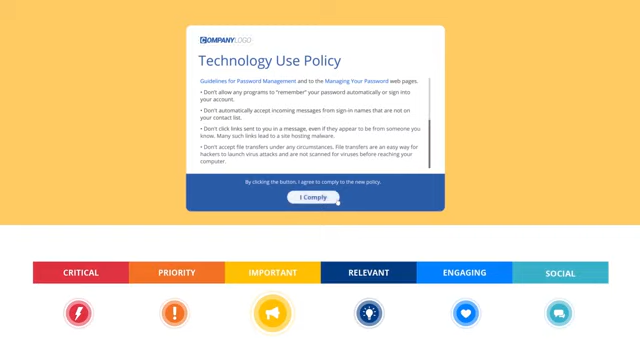 COMPANYLOGO
Technology Use Policy
Guidelines for Password Management and to the Managing Your Password web pages.
• Don't allow any programs to "remember" your password automatically or sign into
your account.
• Don't automatically accept incoming messages from sign-in names that are not on
your contact list.
• Don't click links sent to you in a message, even if they appear to be from someone you
know. Many such links lead to a site hosting malware.
• Don't accept file transfers under any circumstances. File transfers are an easy way for
hackers to launch virus attacks and are not scanned for viruses before reaching your
computer.
By clicking the button, I agree to comply to the new policy.
I Comply
CRITICAL PRIORITY IMPORTANT RELEVANT ENGAGING SOCIAL